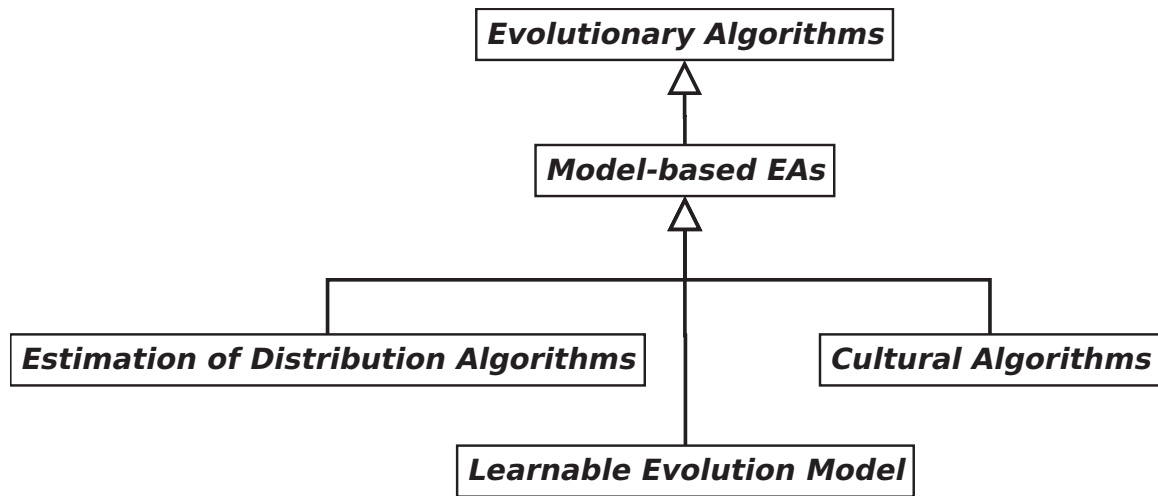 Evolutionary Algorithms
Model-based EAs
Estimation of Distribution Algorithms
Cultural Algorithms
Learnable Evolution Model